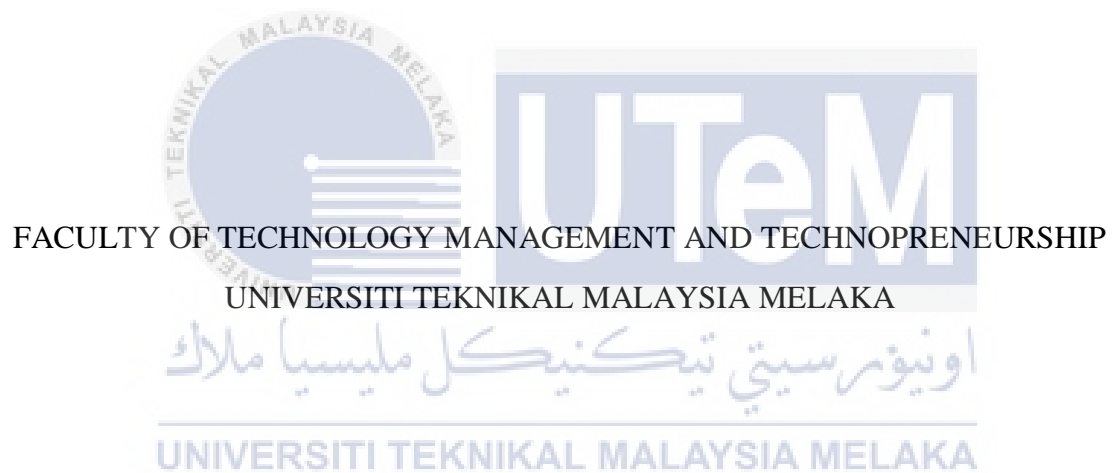 UNIVERSITI TEKNIKAL MALAYSIA MELAKA
UTeM
FACULTY OF TECHNOLOGY MANAGEMENT AND TECHNOPRENEURSHIP
UNIVERSITI TEKNIKAL MALAYSIA MELAKA
اونيۏرسيتي تيكنيكل مليسيا ملاك
UNIVERSITI TEKNIKAL MALAYSIA MELAKA